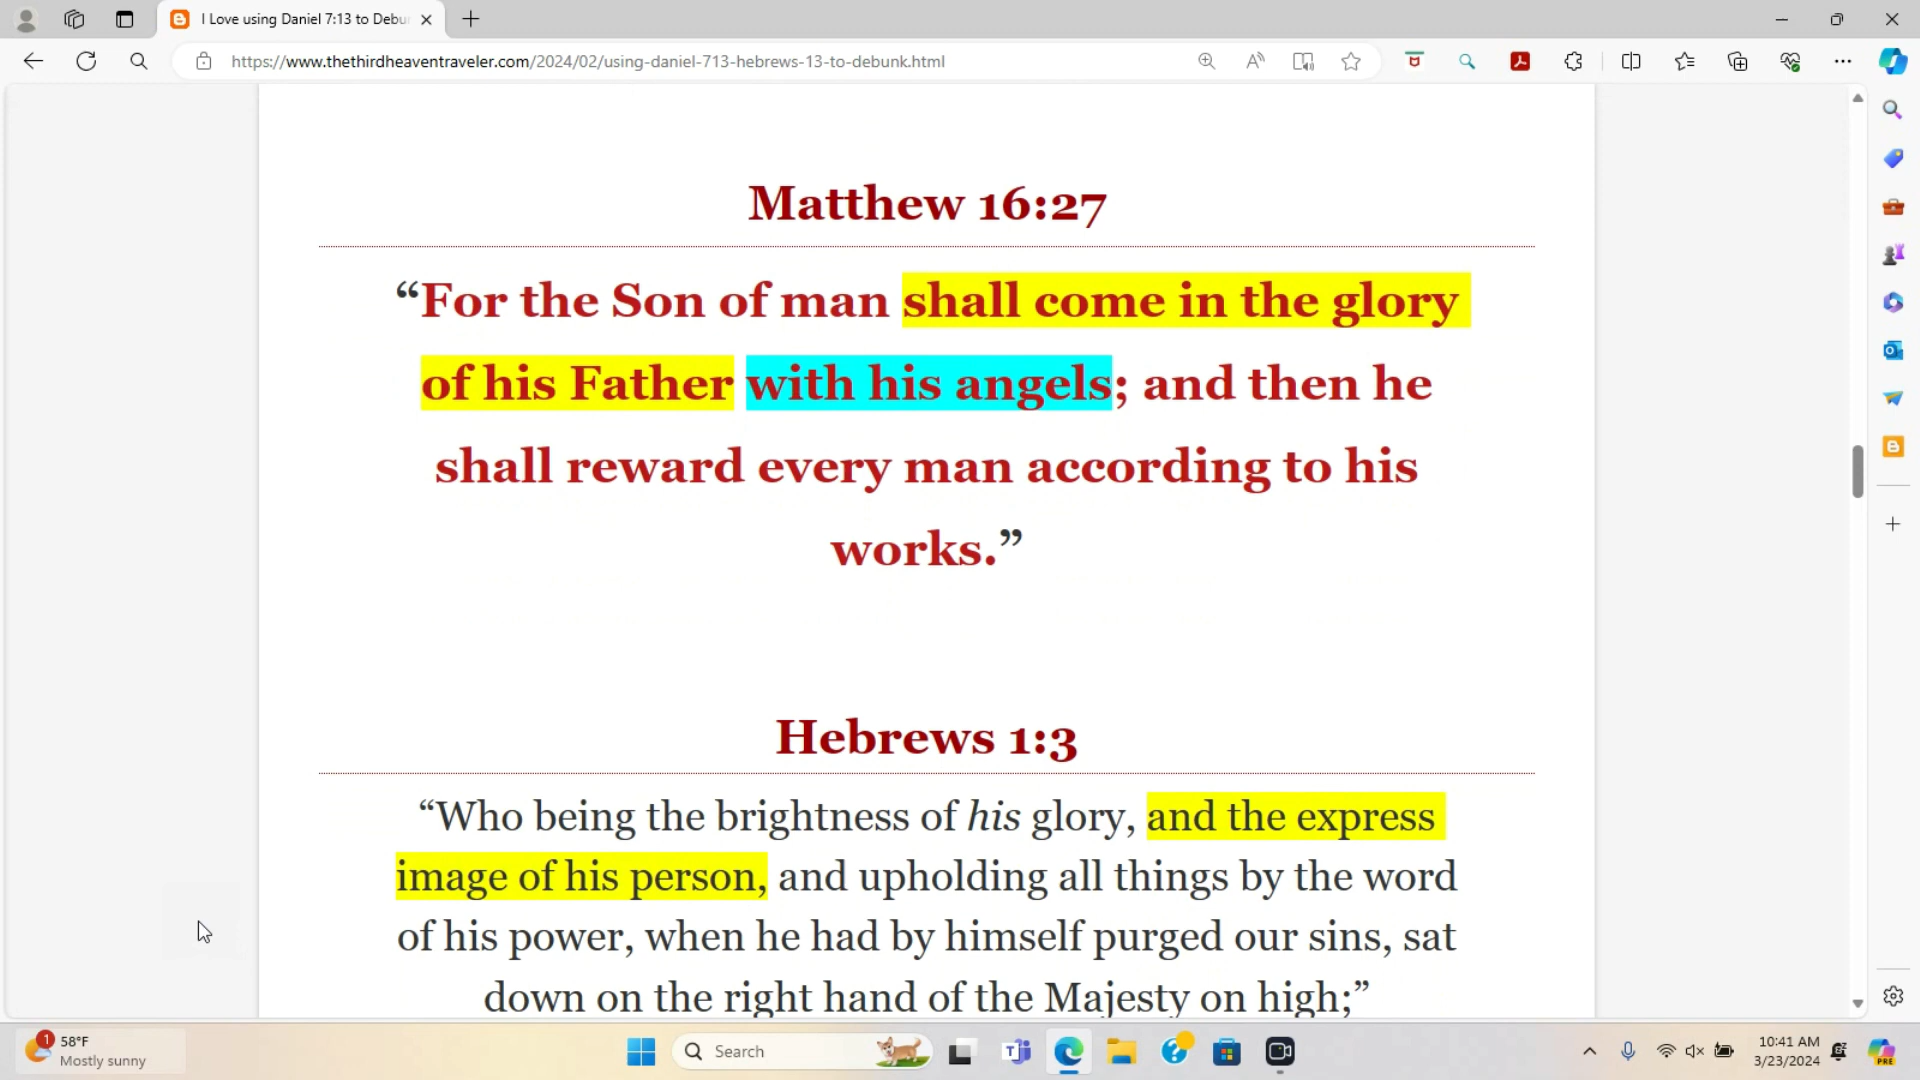 I Love using Daniel 7:13 to Debu
https://www.thethirdheaventraveler.com/2024/02/using-daniel-713-hebrews-13-to-debunk.html
Matthew 16:27
“For the Son of man shall come in the glory
of his Father with his angels; and then he
shall reward every man according to his
works.”
Hebrews 1:3
“Who being the brightness of his glory, and the express
image of his person, and upholding all things by the word
of his power, when he had by himself purged our sins, sat
down on the right hand of the Majesty on high;”
1
58°F
Mostly sunny
Search
10:41 AM
3/23/2024
PRE